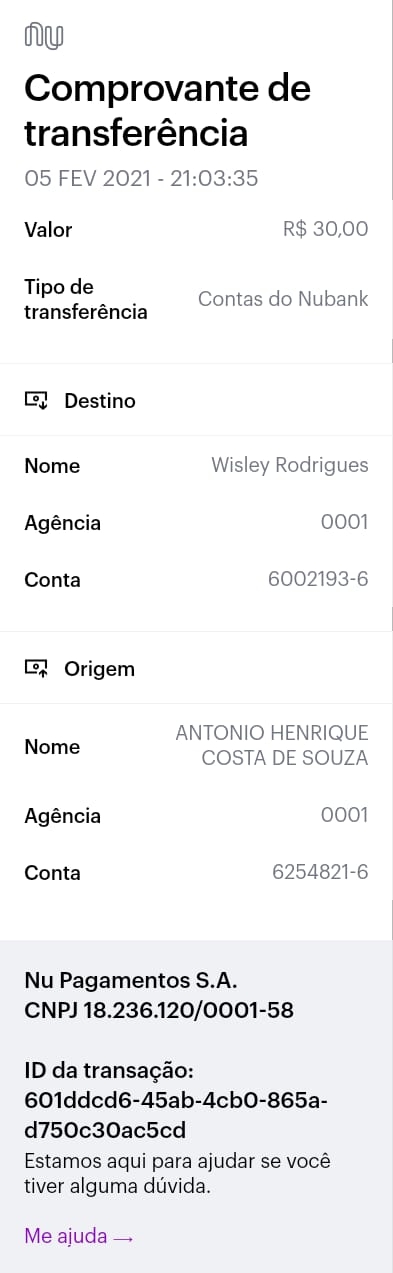 nu
Comprovante de
transferência
05 FEV 2021 - 21:03:35
Valor R$ 30,00
Tipo de
transferência Contas do Nubank
Destino
Nome Wisley Rodrigues
Agência 0001
Conta 6002193-6
Origem
Nome ANTONIO HENRIQUE
COSTA DE SOUZA
Agência 0001
Conta 6254821-6
Nu Pagamentos S.A.
CNPJ 18.236.120/0001-58
ID da transação:
601ddcd6-45ab-4cb0-865a-
d750c30ac5cd
Estamos aqui para ajudar se você
tiver alguma dúvida.
Me ajuda →